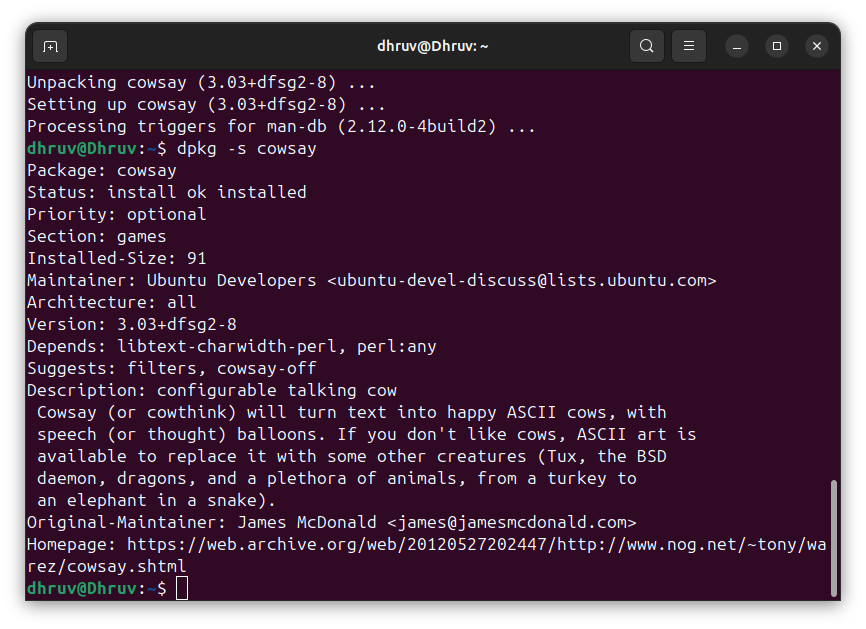 dhruv@Dhruv: ~
Unpacking cowsay (3.03+dfsg2-8) ...
Setting up cowsay (3.03+dfsg2-8) ...
Processing triggers for man-db (2.12.0-4build2) ...
dhruv@Dhruv:~$ dpkg -s cowsay
Package: cowsay
Status: install ok installed
Priority: optional
Section: games
Installed-Size: 91
Maintainer: Ubuntu Developers <ubuntu-devel-discuss@lists.ubuntu.com>
Architecture: all
Version: 3.03+dfsg2-8
Depends: libtext-charwidth-perl, perl:any
Suggests: filters, cowsay-off
Description: configurable talking cow
 Cowsay (or cowthink) will turn text into happy ASCII cows, with
 speech (or thought) balloons. If you don't like cows, ASCII art is
 available to replace it with some other creatures (Tux, the BSD
 daemon, dragons, and a plethora of animals, from a turkey to
 an elephant in a snake).
Original-Maintainer: James McDonald <james@jamesmcdonald.com>
Homepage: https://web.archive.org/web/20120527202447/http://www.nog.net/~tony/wa
rez/cowsay.shtml
dhruv@Dhruv:~$